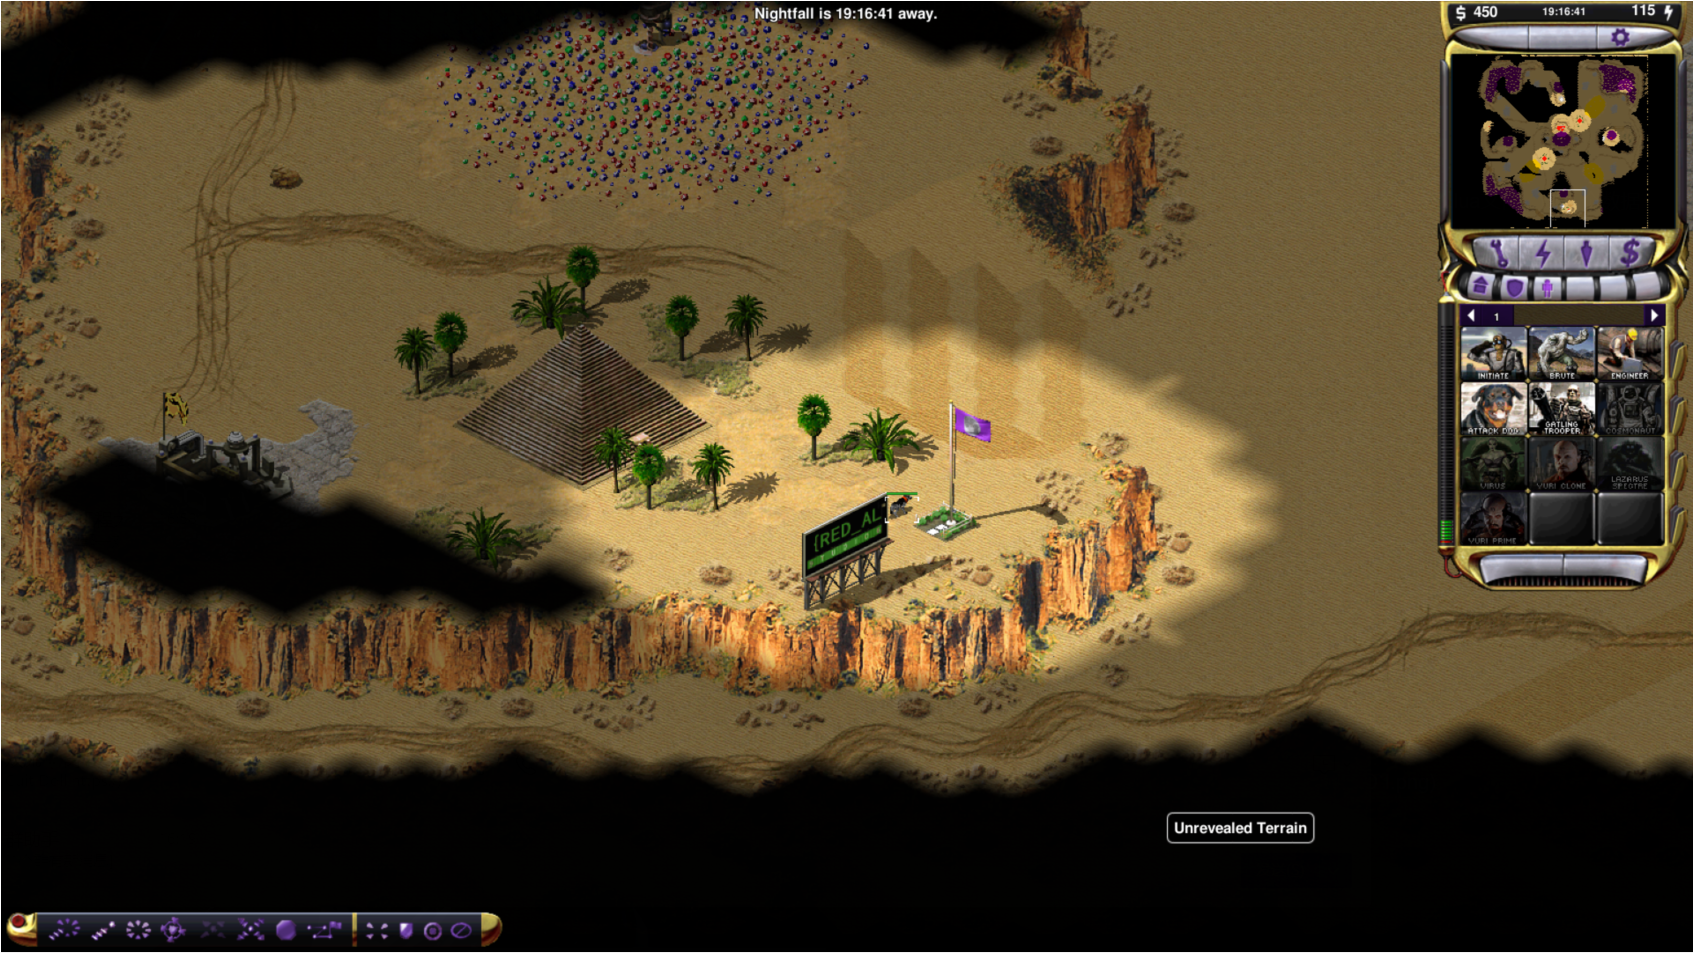 Nightfall is 19:16:41 away.
$ 450
19:16:41
115
1
INITIATE
BRUTE
ENGINEER
ATTACK DOG
GATLING
TROOPER
COSMONAUT
VIRUS
YURI CLONE
LAZARUS
SPECTRE
YURI PRIME
{RED_AL
Unrevealed Terrain